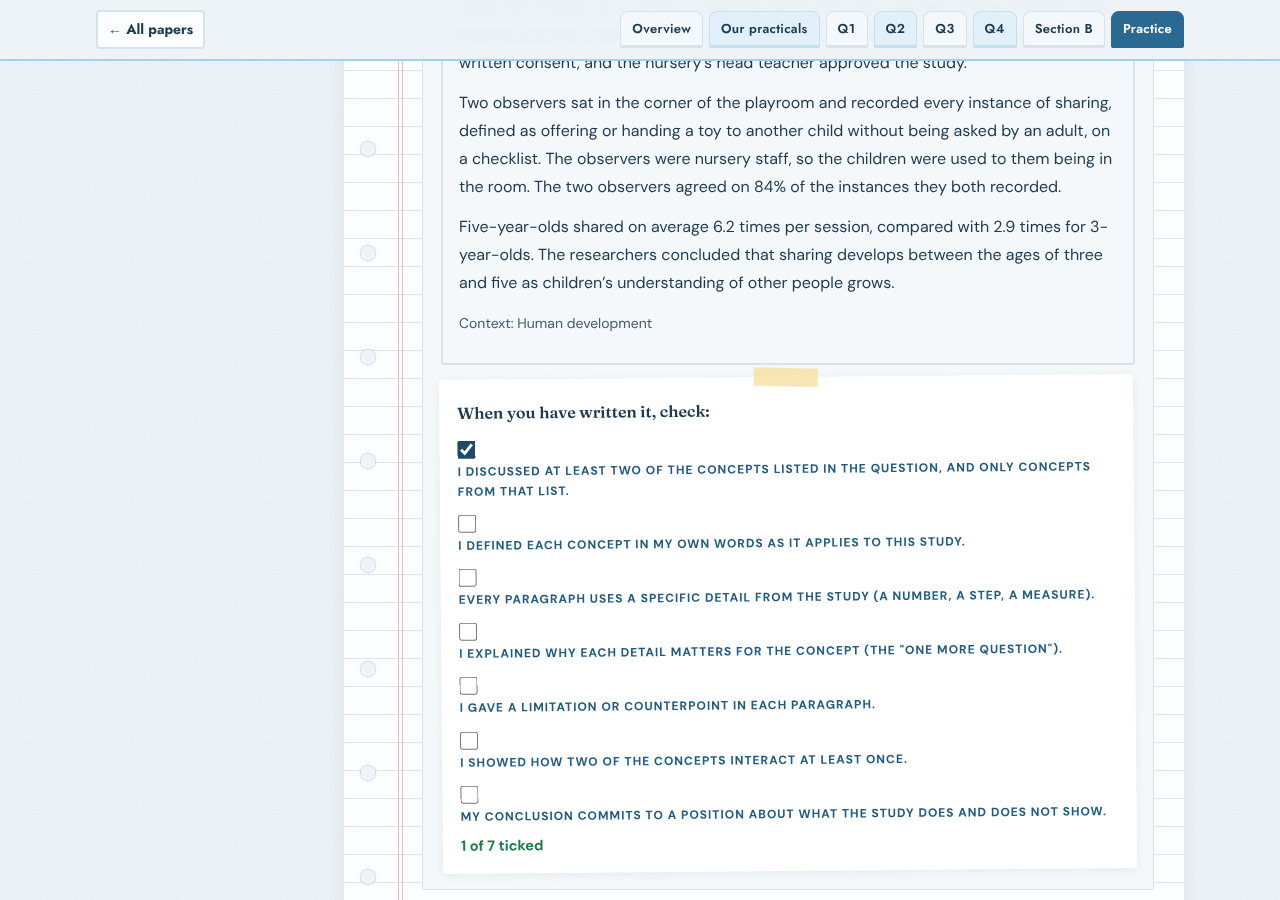 ← All papers
Overview
Our practicals
Q1
Q2
Q3
Q4
Section B
Practice
written consent, and the nursery's head teacher approved the study.
Two observers sat in the corner of the playroom and recorded every instance of sharing,
defined as offering or handing a toy to another child without being asked by an adult, on
a checklist. The observers were nursery staff, so the children were used to them being in
the room. The two observers agreed on 84% of the instances they both recorded.
Five-year-olds shared on average 6.2 times per session, compared with 2.9 times for 3-
year-olds. The researchers concluded that sharing develops between the ages of three
and five as children’s understanding of other people grows.
Context: Human development
When you have written it, check:
I DISCUSSED AT LEAST TWO OF THE CONCEPTS LISTED IN THE QUESTION, AND ONLY CONCEPTS
FROM THAT LIST.
I DEFINED EACH CONCEPT IN MY OWN WORDS AS IT APPLIES TO THIS STUDY.
EVERY PARAGRAPH USES A SPECIFIC DETAIL FROM THE STUDY (A NUMBER, A STEP, A MEASURE).
I EXPLAINED WHY EACH DETAIL MATTERS FOR THE CONCEPT (THE "ONE MORE QUESTION").
I GAVE A LIMITATION OR COUNTERPOINT IN EACH PARAGRAPH.
I SHOWED HOW TWO OF THE CONCEPTS INTERACT AT LEAST ONCE.
MY CONCLUSION COMMITS TO A POSITION ABOUT WHAT THE STUDY DOES AND DOES NOT SHOW.
1 of 7 ticked